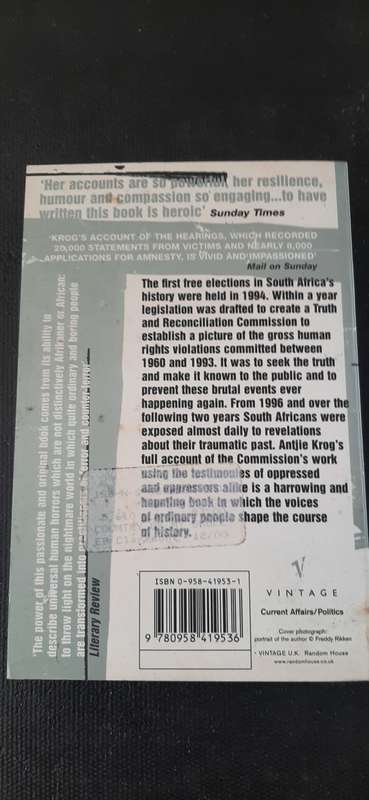 'Her accounts are so powerful, her resilience,
humour and compassion so engaging...to have
written this book is heroic' Sunday Times
'KROG'S ACCOUNT OF THE HEARINGS, WHICH RECORDED
20,000 STATEMENTS FROM VICTIMS AND NEARLY 8,000
APPLICATIONS FOR AMNESTY, IS VIVID AND IMPASSIONED'
Mail on Sunday
The first free elections in South Africa's
history were held in 1994. Within a year
legislation was drafted to create a Truth
and Reconciliation Commission to
establish a picture of the gross human
rights violations committed between
1960 and 1993. It was to seek the truth
and make it known to the public and to
prevent these brutal events ever
happening again. From 1996 and over the
following two years South Africans were
exposed almost daily to revelations
about their traumatic past. Antjie Krog's
full account of the Commission's work
using the testimonies of oppressed
and oppressors alike is a harrowing and
haunting book in which the voices
of ordinary people shape the course
of history.
'The power of this passionate and original book comes from its ability to
describe universal human horrors which are not distinctively Afrikaner or African:
to throw light on the nightmare world in which quite ordinary and boring people
are transformed into practitioners of terror and counter terror'
Literary Review
VINTAGE
Current Affairs/Politics
Cover photograph:
portrait of the author © Freddy Rikken
VINTAGE U.K. Random House
www.randomhouse.co.uk
ISBN 0-958-41953-1
9 780958 419536